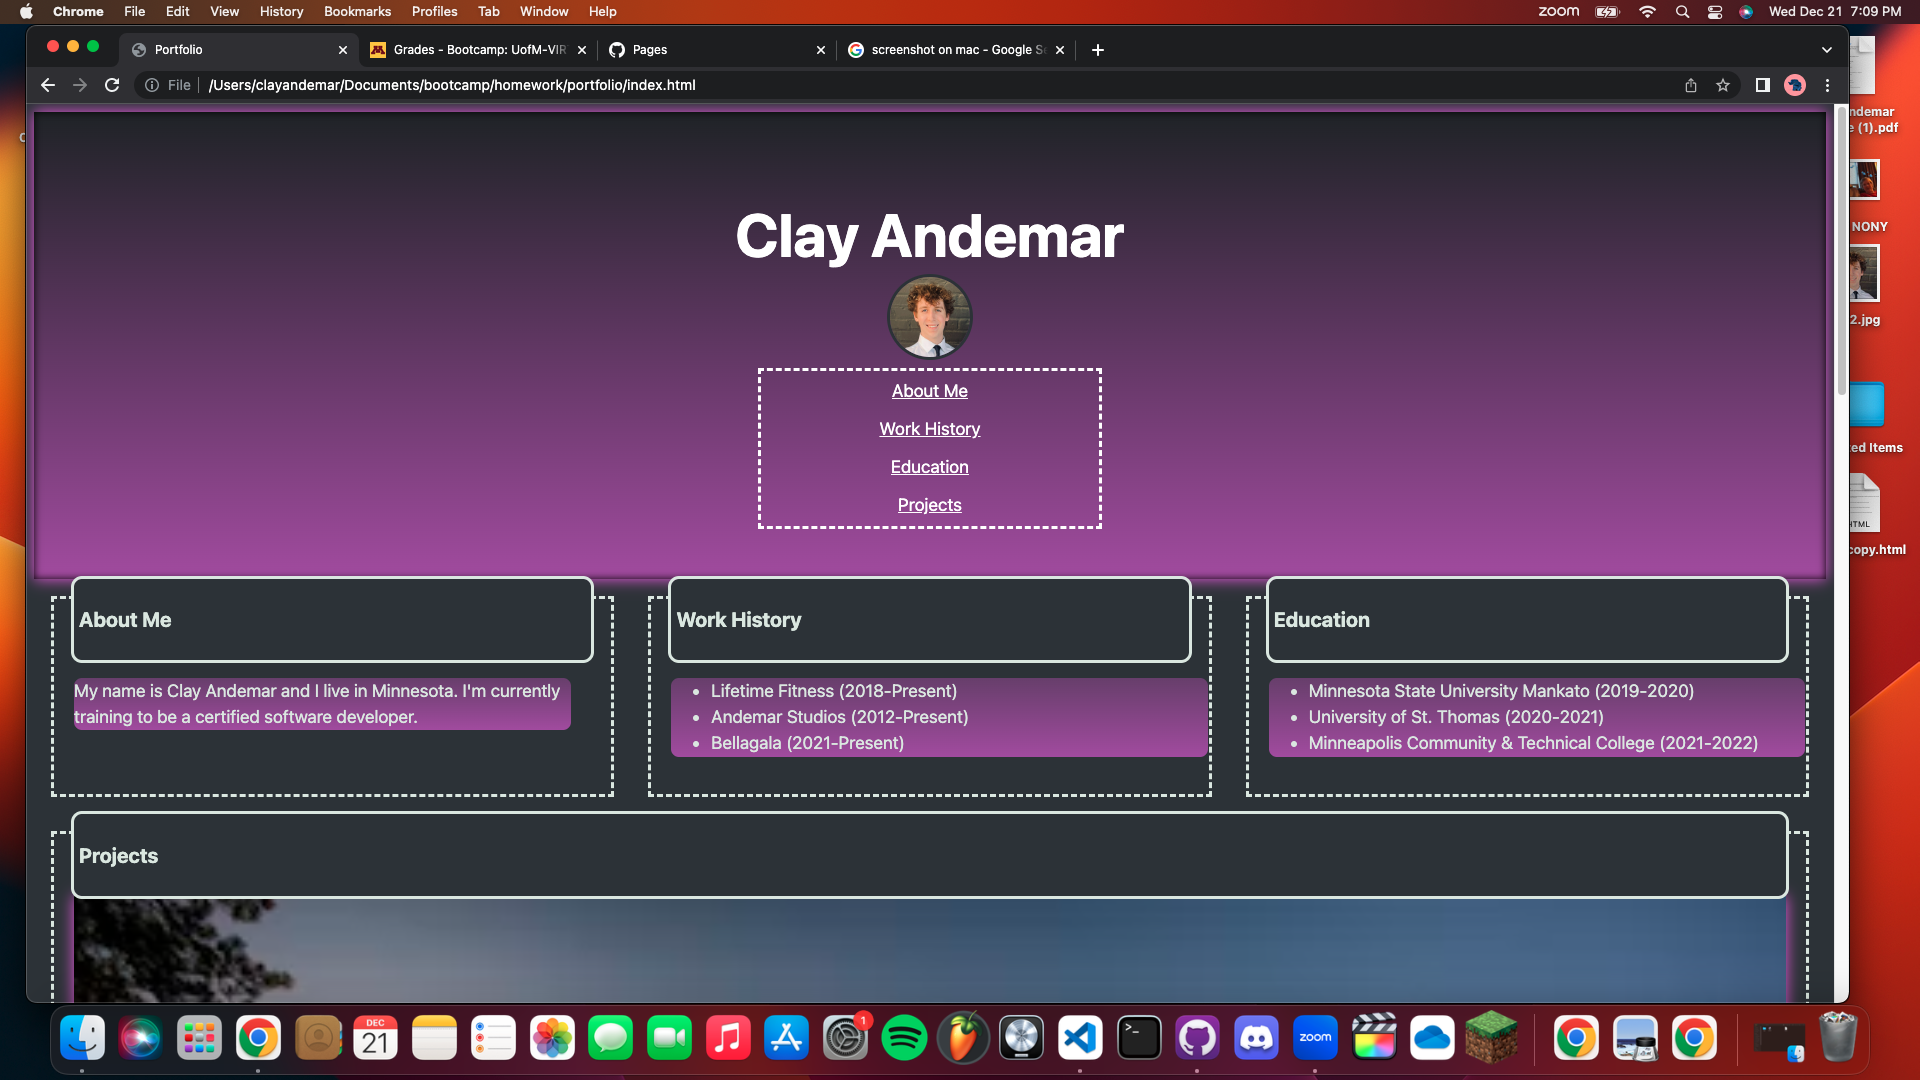 Chrome File Edit View History Bookmarks Profiles Tab Window Help zoom Wed Dec 21 7:09 PM
Portfolio Grades - Bootcamp: UofM-VIR Pages screenshot on mac - Google Se
File /Users/clayandemar/Documents/bootcamp/homework/portfolio/index.html
ndemar
e (1).pdf
NONY
2.jpg
ted Items
HTML
copy.html
Clay Andemar
About Me
Work History
Education
Projects
About Me
My name is Clay Andemar and I live in Minnesota. I'm currently
training to be a certified software developer.
Work History
• Lifetime Fitness (2018-Present)
• Andemar Studios (2012-Present)
• Bellagala (2021-Present)
Education
• Minnesota State University Mankato (2019-2020)
• University of St. Thomas (2020-2021)
• Minneapolis Community & Technical College (2021-2022)
Projects
DEC
21
1
zoom